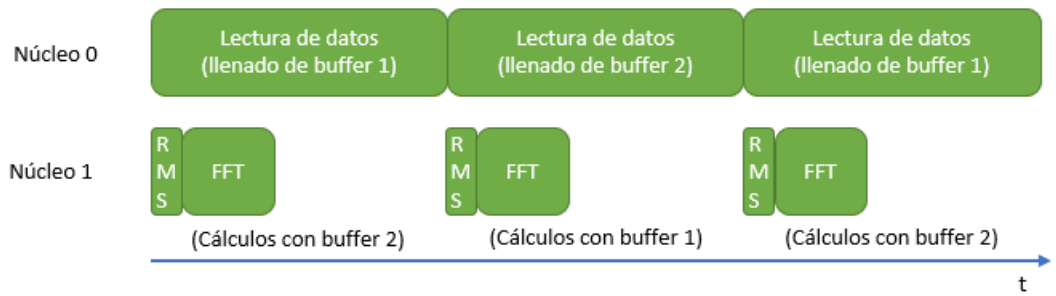 Núcleo 0
Lectura de datos
(llenado de buffer 1)
Lectura de datos
(llenado de buffer 2)
Lectura de datos
(llenado de buffer 1)
Núcleo 1
R
M
S
FFT
R
M
S
FFT
R
M
S
FFT
(Cálculos con buffer 2)
(Cálculos con buffer 1)
(Cálculos con buffer 2)
t